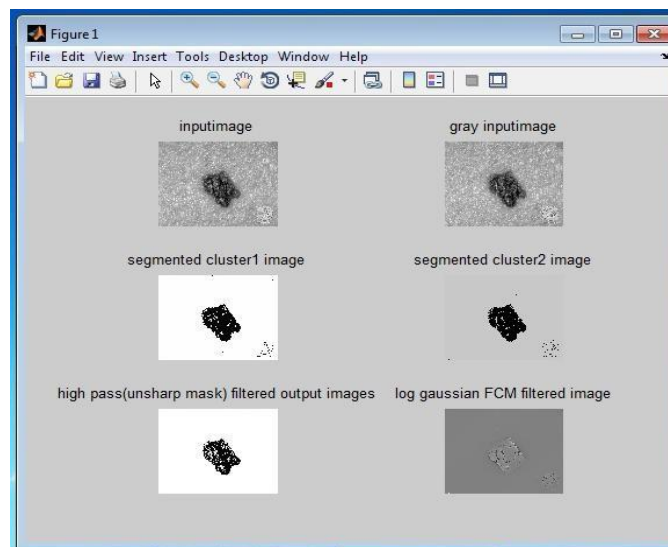 Figure 1
File Edit View Insert Tools Desktop Window Help
inputimage
gray inputimage
segmented cluster1 image
segmented cluster2 image
high pass(unsharp mask) filtered output images
log gaussian FCM filtered image